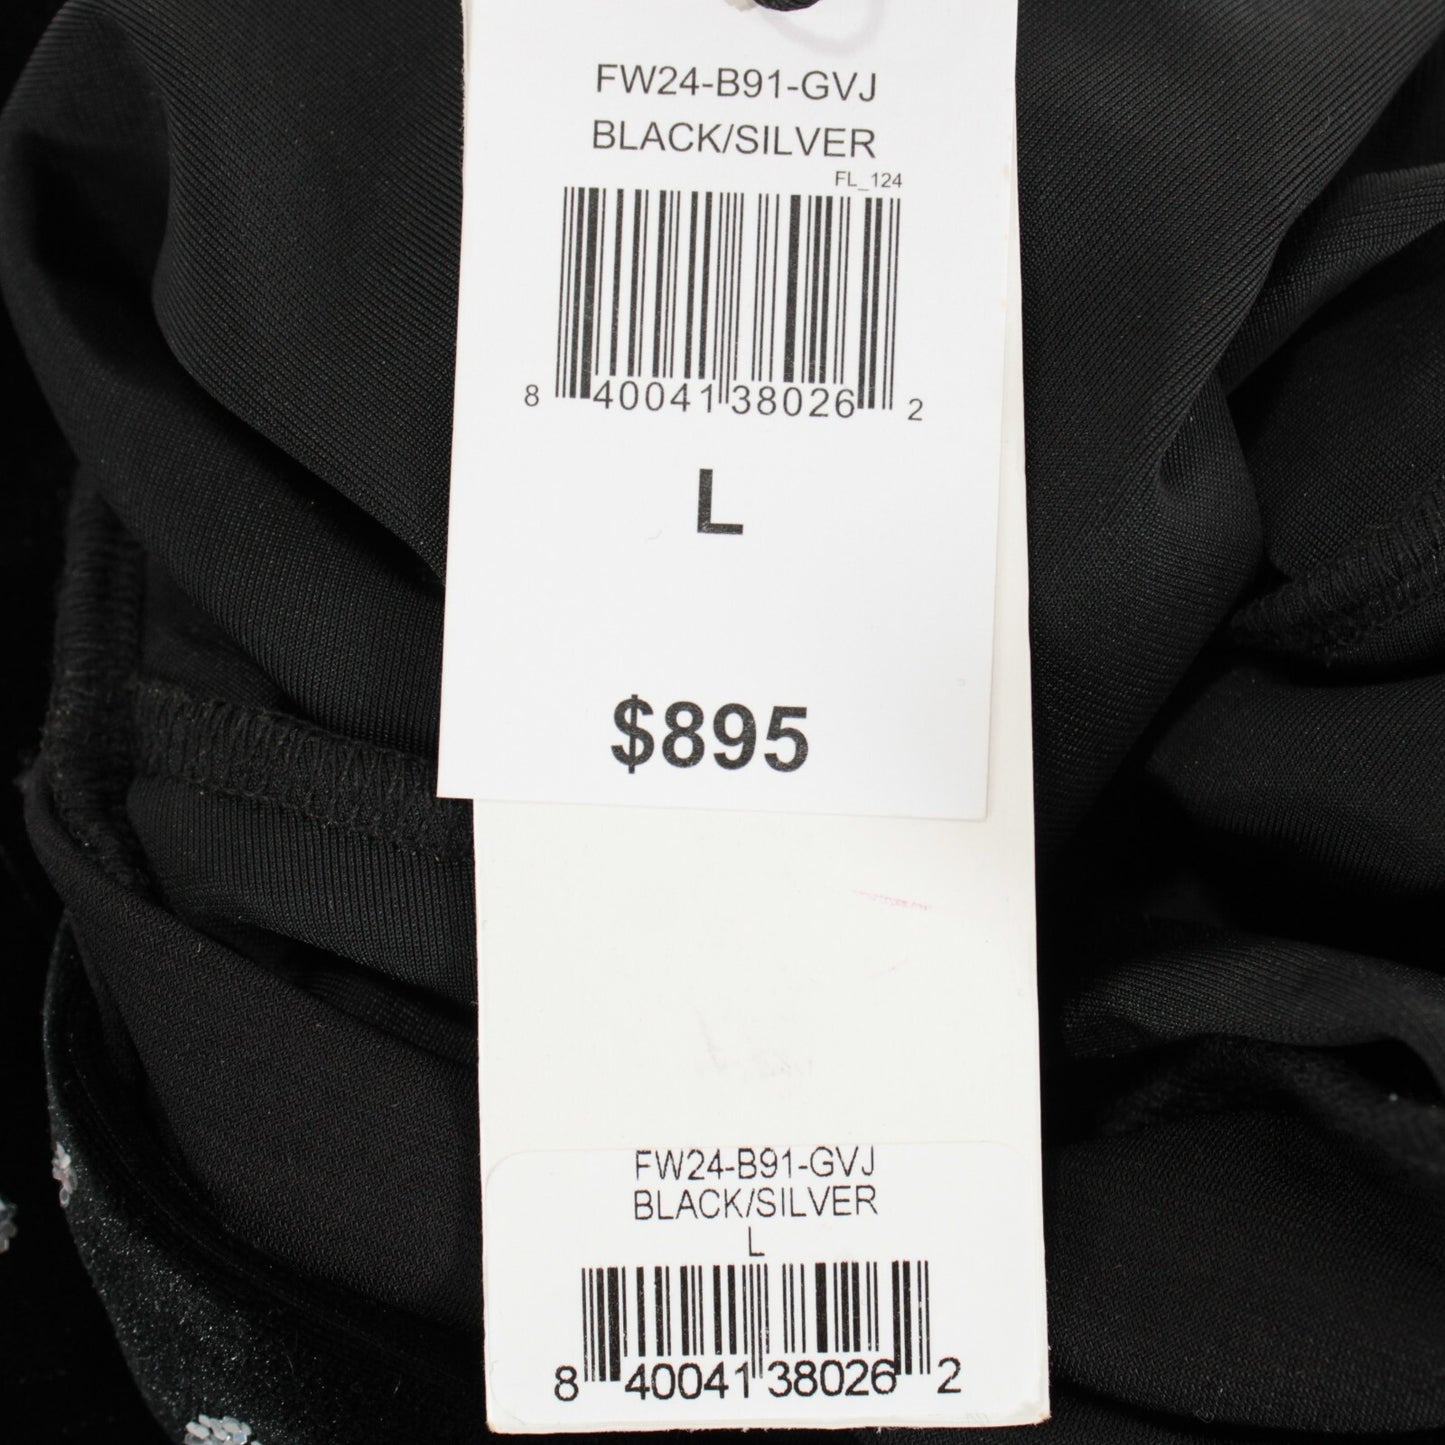 FW24-B91-GVJ
BLACK/SILVER
FL_124
8 40041 38026 2
L
$895
FW24-B91-GVJ
BLACK/SILVER
L
8 40041 38026 2